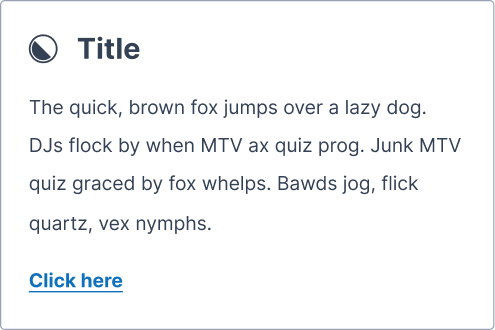 Title
The quick, brown fox jumps over a lazy dog.
DJs flock by when MTV ax quiz prog. Junk MTV
quiz graced by fox whelps. Bawds jog, flick
quartz, vex nymphs.
Click here